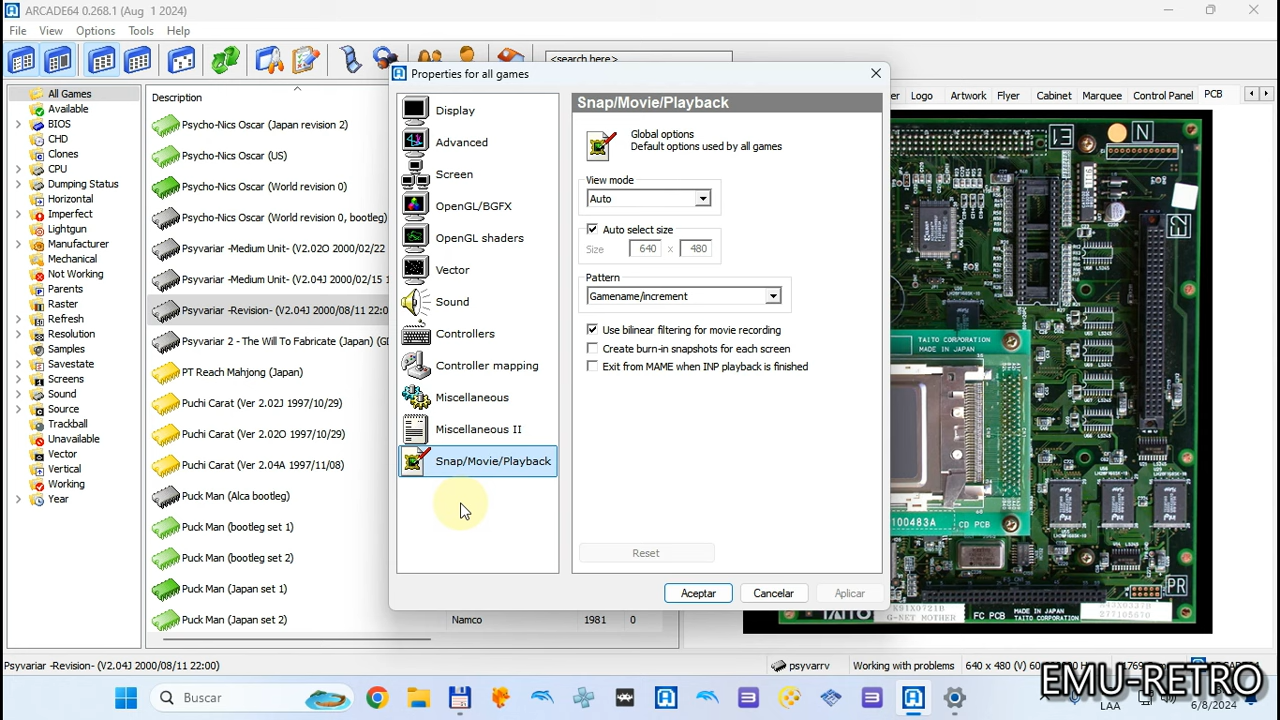 ARCADE64 0.268.1 (Aug 1 2024)
File View Options Tools Help
<search here>
All Games
Available
BIOS
CHD
Clones
CPU
Dumping Status
Horizontal
Imperfect
Lightgun
Manufacturer
Mechanical
Not Working
Parents
Raster
Refresh
Resolution
Samples
Savestate
Screens
Sound
Source
Trackball
Unavailable
Vector
Vertical
Working
Year
Description
Psycho-Nics Oscar (Japan revision 2)
Psycho-Nics Oscar (US)
Psycho-Nics Oscar (World revision 0)
Psycho-Nics Oscar (World revision 0, bootleg)
Psyvariar -Medium Unit- (V2.02O 2000/02/22
Psyvariar -Medium Unit- (V2.04J 2000/02/15 1
Psyvariar -Revision- (V2.04J 2000/08/11 22:0
Psyvariar 2 - The Will To Fabricate (Japan) (G
PT Reach Mahjong (Japan)
Puchi Carat (Ver 2.02J 1997/10/29)
Puchi Carat (Ver 2.02O 1997/10/29)
Puchi Carat (Ver 2.04A 1997/11/08)
Puck Man (Alca bootleg)
Puck Man (bootleg set 1)
Puck Man (bootleg set 2)
Puck Man (Japan set 1)
Puck Man (Japan set 2) Namco 1981 0
Properties for all games
Display
Advanced
Screen
OpenGL/BGFX
OpenGL shaders
Vector
Sound
Controllers
Controller mapping
Miscellaneous
Miscellaneous II
Snap/Movie/Playback
Snap/Movie/Playback
Global options
Default options used by all games
View mode
Auto
Auto select size
Size 640 x 480
Pattern
Gamename/increment
Use bilinear filtering for movie recording
Create burn-in snapshots for each screen
Exit from MAME when INP playback is finished
Reset
Aceptar Cancelar Aplicar
er Logo Artwork Flyer Cabinet Marquee Control Panel PCB
E1 N
E2
TAITO CORPORATION
MADE IN JAPAN
100483A CD PCB
PR
TAITO
K91X0721B
G-NET MOTHER
FC PCB MADE IN JAPAN
TAITO CORPORATION
Psyvariar -Revision- (V2.04J 2000/08/11 22:00)
psyvarrv
Working with problems
640 x 480 (V) 60
EMU-RETRO
Buscar
LAA
6/8/2024